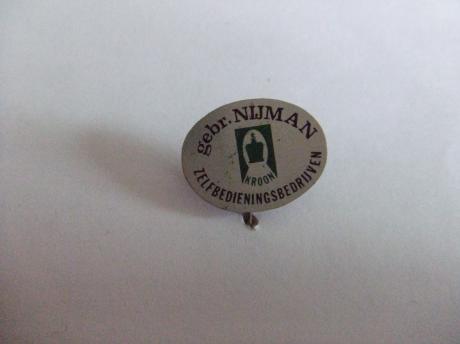 gebr. NIJMAN
KROON
ZELFBEDIENINGSBEDRIJVEN